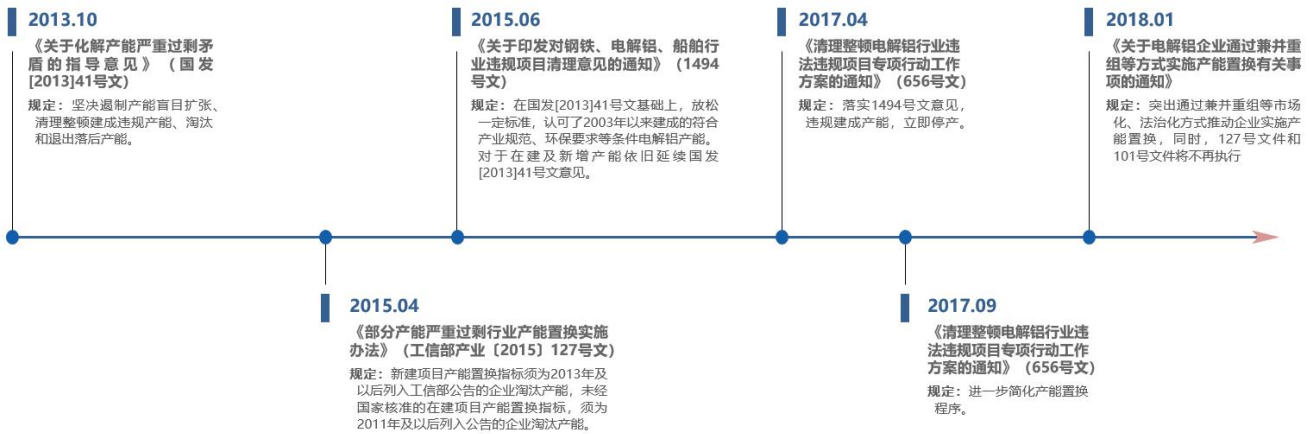 2013.10
《关于化解产能严重过剩矛
盾的指导意见》（国发
[2013]41号文)
规定：坚决遏制产能盲目扩张、
清理整顿建成违规产能、淘汰
和退出落后产能。
2015.06
《关于印发对钢铁、电解铝、船舶行
业违规项目清理意见的通知》（1494
号文）
规定：在国发[2013]41号文基础上，放松
一定标准，认可了2003年以来建成的符合
产业规范、环保要求等条件电解铝产能。
对于在建及新增产能依旧延续国发
[2013]41号文意见。
2017.04
《清理整顿电解铝行业违
法违规项目专项行动工作
方案的通知》（656号文）
规定：落实1494号文意见，
违规建成产能，立即停产。
2018.01
《关于电解铝企业通过兼并重
组等方式实施产能置换有关事
项的通知》
规定：突出通过兼并重组等市场
化、法治化方式推动企业实施产
能置换，同时，127号文件和
101号文件将不再执行
2015.04
《部分产能严重过剩行业产能置换实施
办法》（工信部产业〔2015〕127号文）
规定：新建项目产能置换指标须为2013年及
以后列入工信部公告的企业淘汰产能，未经
国家核准的在建项目产能置换指标，须为
2011年及以后列入公告的企业淘汰产能。
2017.09
《清理整顿电解铝行业违
法违规项目专项行动工作
方案的通知》（656号文）
规定：进一步简化产能置换
程序。